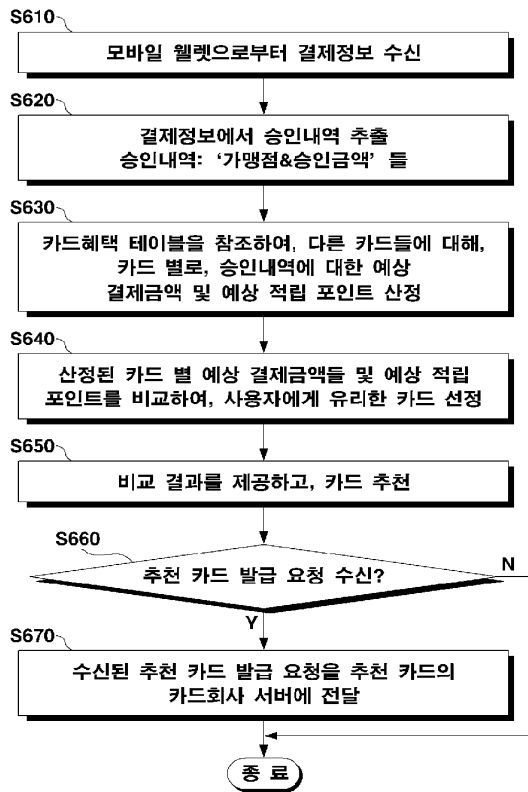 S610
모바일 웰렛으로부터 결제정보 수신
S620
결제정보에서 승인내역 추출
승인내역: '가맹점&승인금액' 들
S630
카드혜택 테이블을 참조하여, 다른 카드들에 대해,
카드 별로, 승인내역에 대한 예상
결제금액 및 예상 적립 포인트 산정
S640
산정된 카드 별 예상 결제금액들 및 예상 적립
포인트를 비교하여, 사용자에게 유리한 카드 선정
S650
비교 결과를 제공하고, 카드 추천
S660
추천 카드 발급 요청 수신?
N
Y
S670
수신된 추천 카드 발급 요청을 추천 카드의
카드회사 서버에 전달
종료